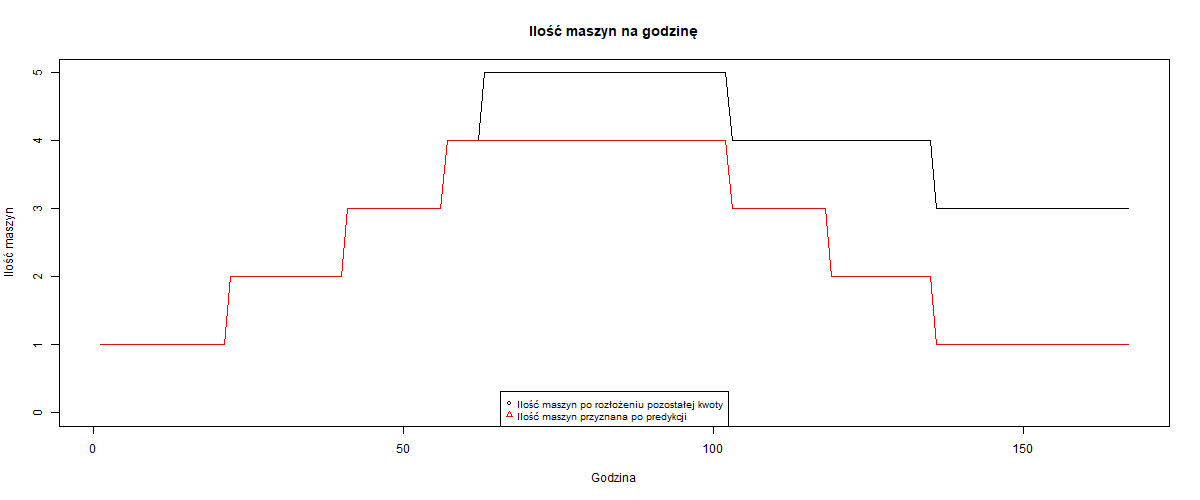 Ilość maszyn na godzinę
Ilość maszyn
5
4
3
2
1
0
Ilość maszyn po rozłożeniu pozostałej kwoty
Ilość maszyn przyznana po predykcji
0 50 100 150
Godzina